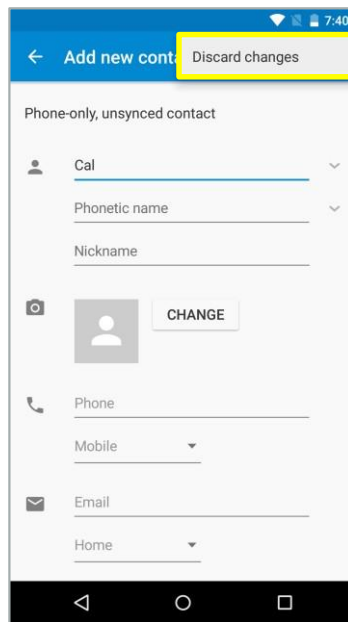 7:40
Add new conta
Discard changes
Phone-only, unsynced contact
Cal
Phonetic name
Nickname
CHANGE
Phone
Mobile
Email
Home